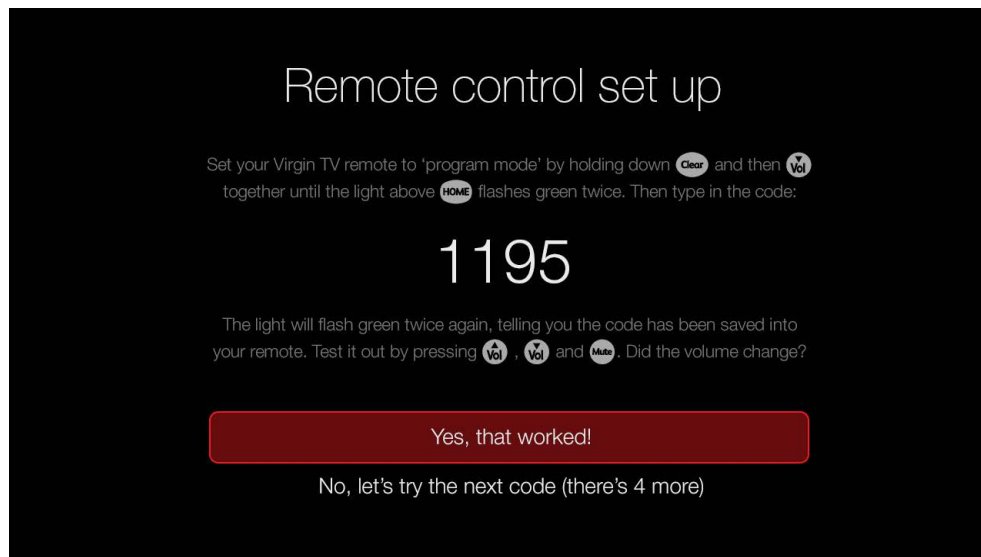 Remote control set up
Set your Virgin TV remote to ‘program mode’ by holding down Clear and then Vol
together until the light above HOME flashes green twice. Then type in the code:
1195
The light will flash green twice again, telling you the code has been saved into
your remote. Test it out by pressing Vol , Vol and Mute. Did the volume change?
Yes, that worked!
No, let’s try the next code (there’s 4 more)